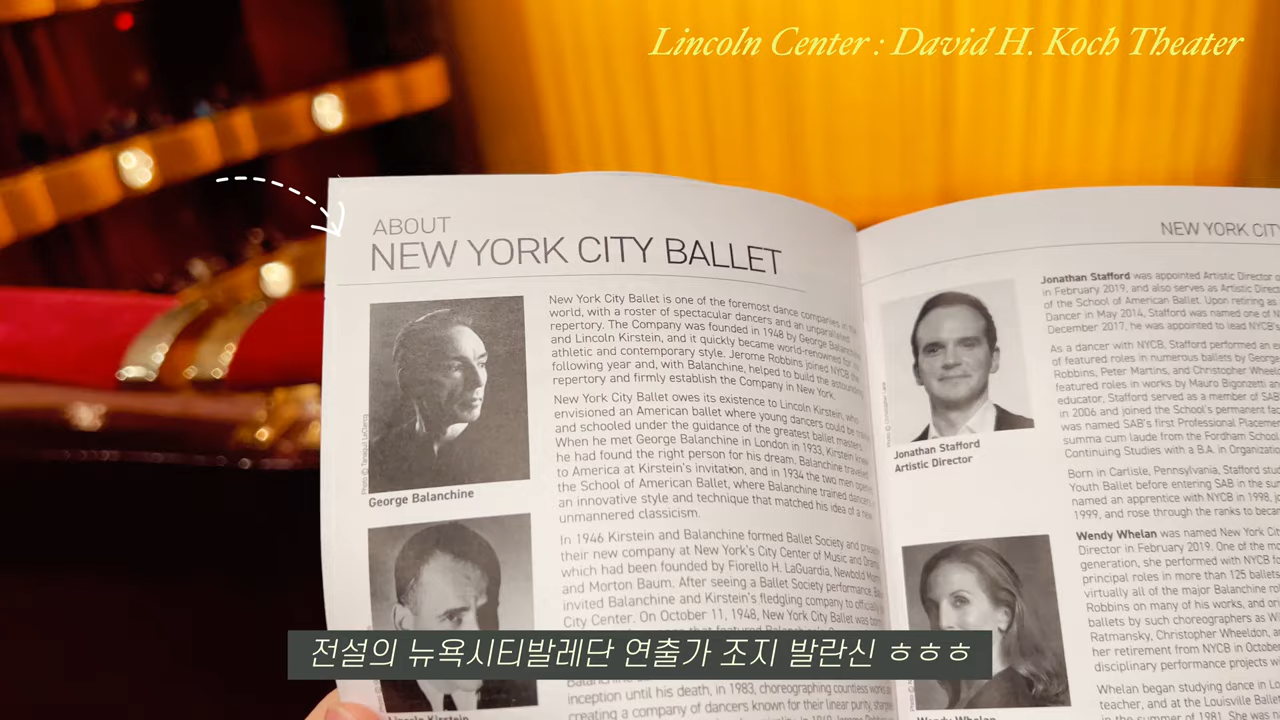 Lincoln Center : David H. Koch Theater
ABOUT
NEW YORK CITY BALLET
New York City Ballet is one of the foremost dance companies in
world, with a roster of spectacular dancers and an unparalleled
repertory. The Company was founded in 1948 by George Balanchine
and Lincoln Kirstein, and it quickly became world-renowned for
athletic and contemporary style. Jerome Robbins joined NYCB the
following year and, with Balanchine, helped to build the astounding
repertory and firmly establish the Company in New York.
New York City Ballet owes its existence to Lincoln Kirstein, who
envisioned an American ballet where young dancers could be
and schooled under the guidance of the greatest ballet masters.
When he met George Balanchine in London in 1933, Kirstein knew
he had found the right person for his dream. Balanchine traveled
to America at Kirstein's invitation, and in 1934 the two men opened
the School of American Ballet, where Balanchine trained dancers
an innovative style and technique that matched his idea of a new
unmannered classicism.
In 1946 Kirstein and Balanchine formed Ballet Society and
their new company at New York's City Center of Music and Drama
which had been founded by Fiorello H. LaGuardia, Newbold
and Morton Baum. After seeing a Ballet Society performance,
invited Balanchine and Kirstein's fledgling company to officially
City Center. On October 11, 1948, New York City Ballet was
inception until his death, in 1983, choreographing countless works
creating a company of dancers known for their linear purity,
George Balanchine
Lincoln Kirstein
NEW YORK CITY
Jonathan Stafford was appointed Artistic Director
in February 2019, and also serves as Artistic
of the School of American Ballet. Upon retiring as
Dancer in May 2014, Stafford was named one of
December 2017, he was appointed to lead NYCB's
As a dancer with NYCB, Stafford performed an
of featured roles in numerous ballets by George
Robbins, Peter Martins, and Christopher
featured roles in works by Mauro Bigonzetti
educator, Stafford served as a member of SAB
in 2006 and joined the School's permanent
was named SAB's first Professional
summa cum laude from the Fordham School
Continuing Studies with a B.A. in
Born in Carlisle, Pennsylvania, Stafford
Youth Ballet before entering SAB in the
named an apprentice with NYCB in 1998,
1999, and rose through the ranks to
Jonathan Stafford
Artistic Director
Wendy Whelan was named New York City
Director in February 2019. One of the
generation, she performed with NYCB
principal roles in more than 125 ballets
virtually all of the major Balanchine
Robbins on many of his works, and
ballets by such choreographers as
Ratmansky, Christopher Wheeldon,
her retirement from NYCB in October
disciplinary performance projects
Whelan began studying dance in
teacher, and at the Louisville
in the summer of 1981. She was
Wendy Whelan
전설의 뉴욕시티발레단 연출가 조지 발란신 ㅎㅎㅎ